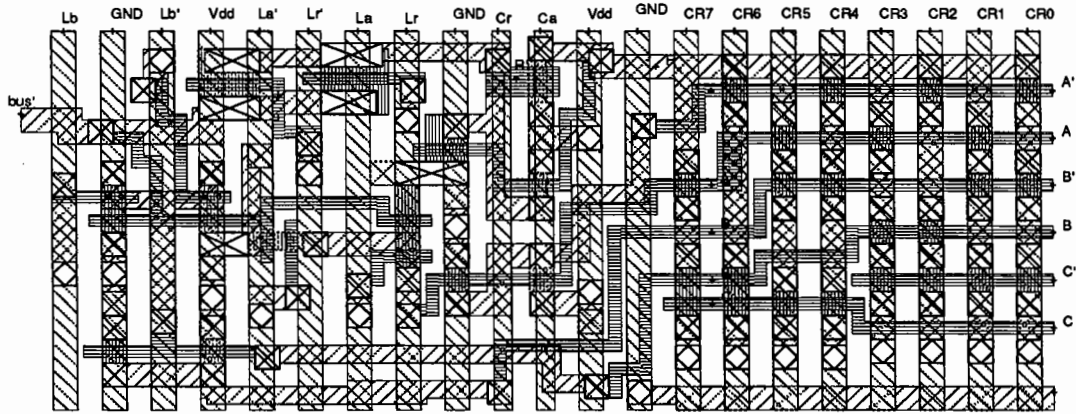 Lb GND Lb' Vdd La' Lr' La Lr GND Cr Ca Vdd GND CR7 CR6 CR5 CR4 CR3 CR2 CR1 CR0
A'
bus'
A
B'
B
C'
C